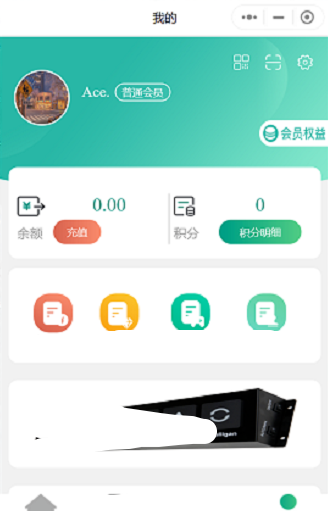 我的
Ace. 普通会员
会员权益
0.00
余额 充值
0
积分 积分明细